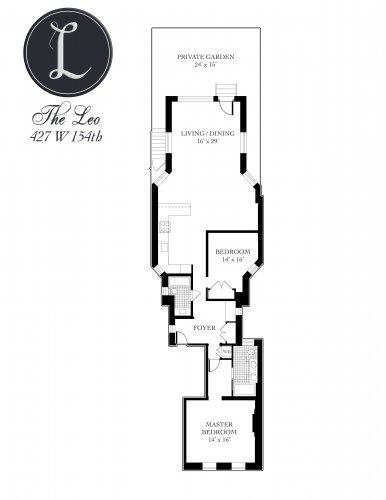 L
The Leo
427 W 154th
PRIVATE GARDEN
24' x 15'
LIVING / DINING
16' x 29'
BEDROOM
14' x 16'
FOYER
W/D
MASTER
BEDROOM
14' x 16'